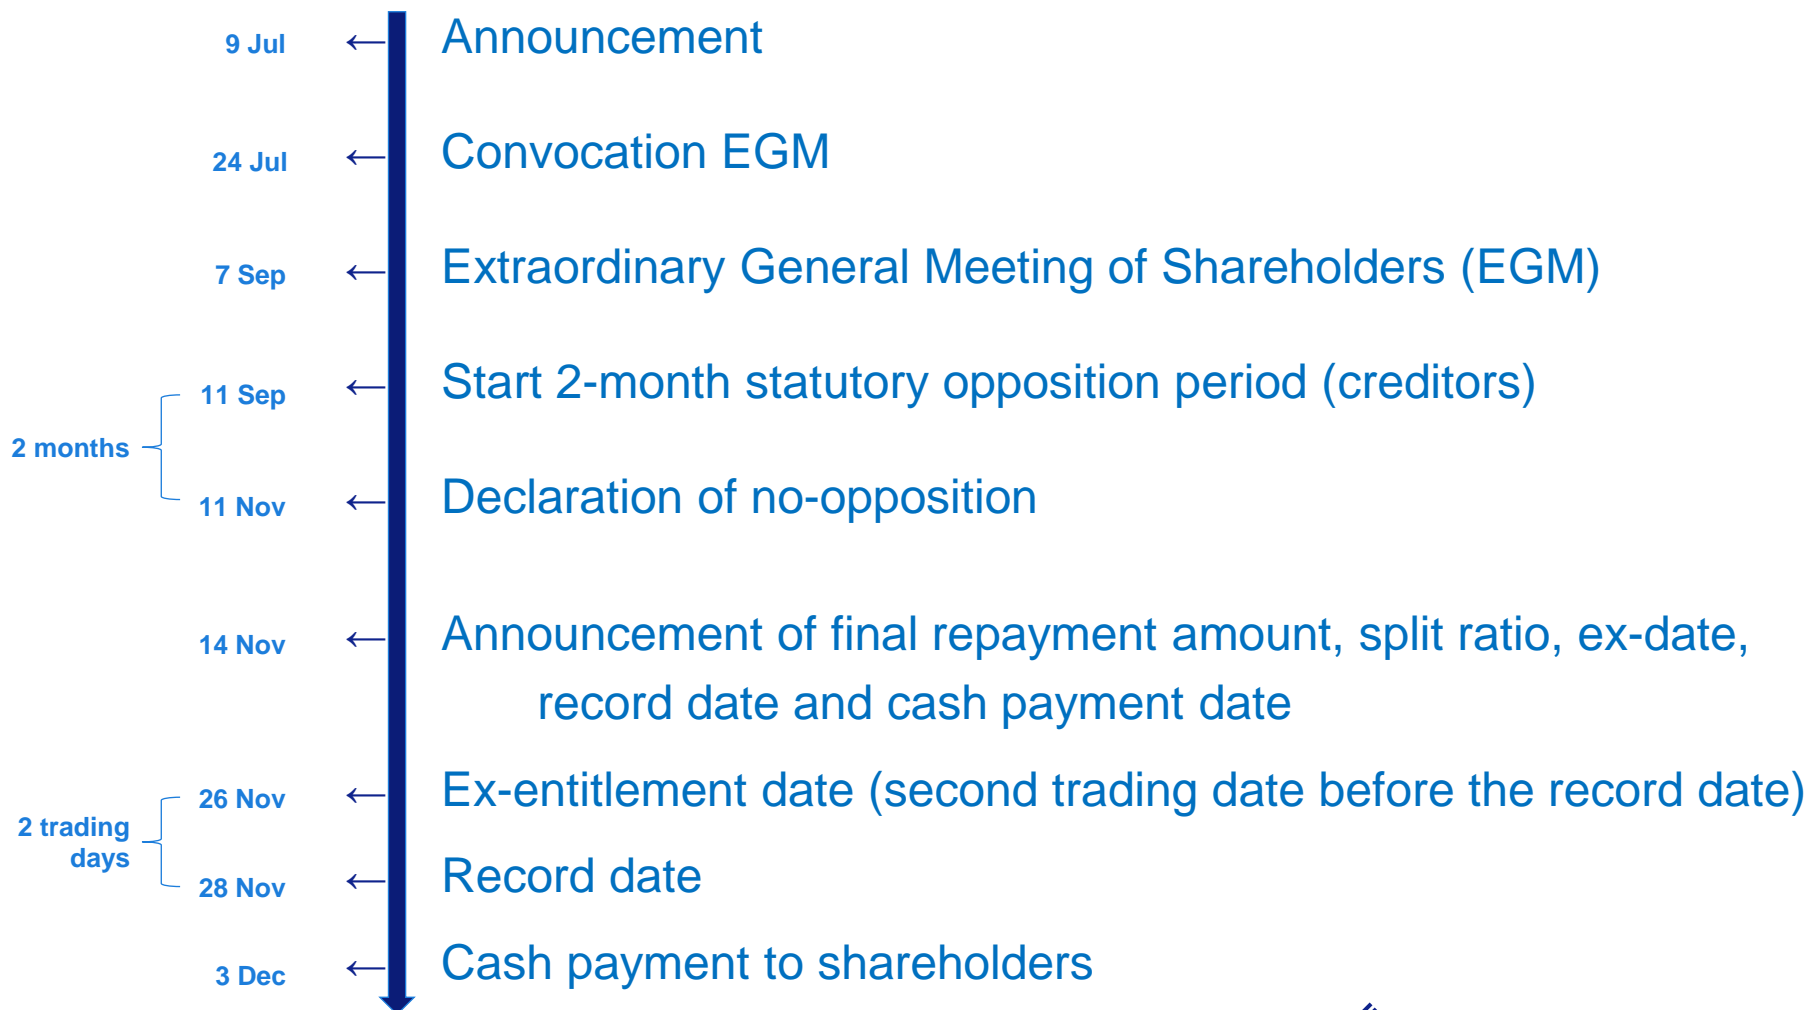 9 Jul ← Announcement
24 Jul ← Convocation EGM
7 Sep ← Extraordinary General Meeting of Shareholders (EGM)
11 Sep ← Start 2-month statutory opposition period (creditors)
2 months
11 Nov ← Declaration of no-opposition
14 Nov ← Announcement of final repayment amount, split ratio, ex-date,
record date and cash payment date
26 Nov ← Ex-entitlement date (second trading date before the record date)
2 trading
days
28 Nov ← Record date
3 Dec ← Cash payment to shareholders